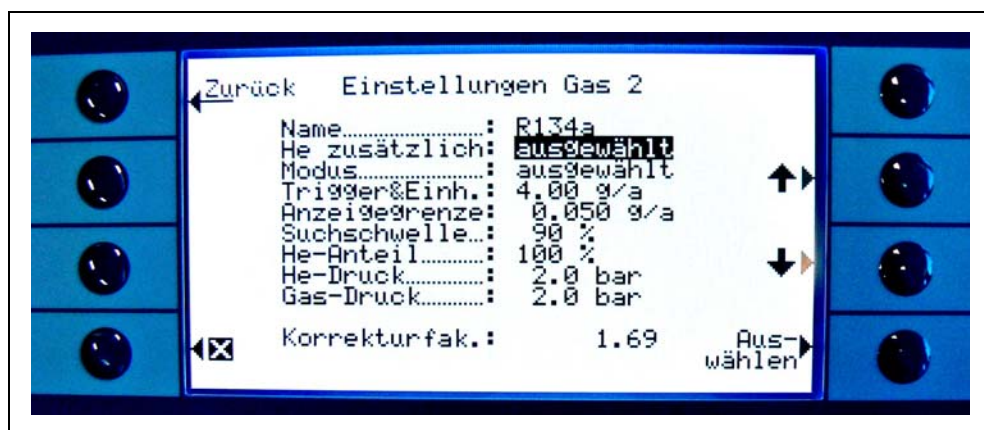 Zurück Einstellungen Gas 2
Name............: R134a
He zusätzlich: ausgewählt
Modus...........: ausgewählt
Trigger&Einh.: 4.00 g/a
Anzeigegrenze: 0.050 g/a
Suchschwelle..: 90 %
He-Anteil.......: 100 %
He-Druck........: 2.0 bar
Gas-Druck.......: 2.0 bar
Korrekturfak.: 1.69
Aus-
wählen